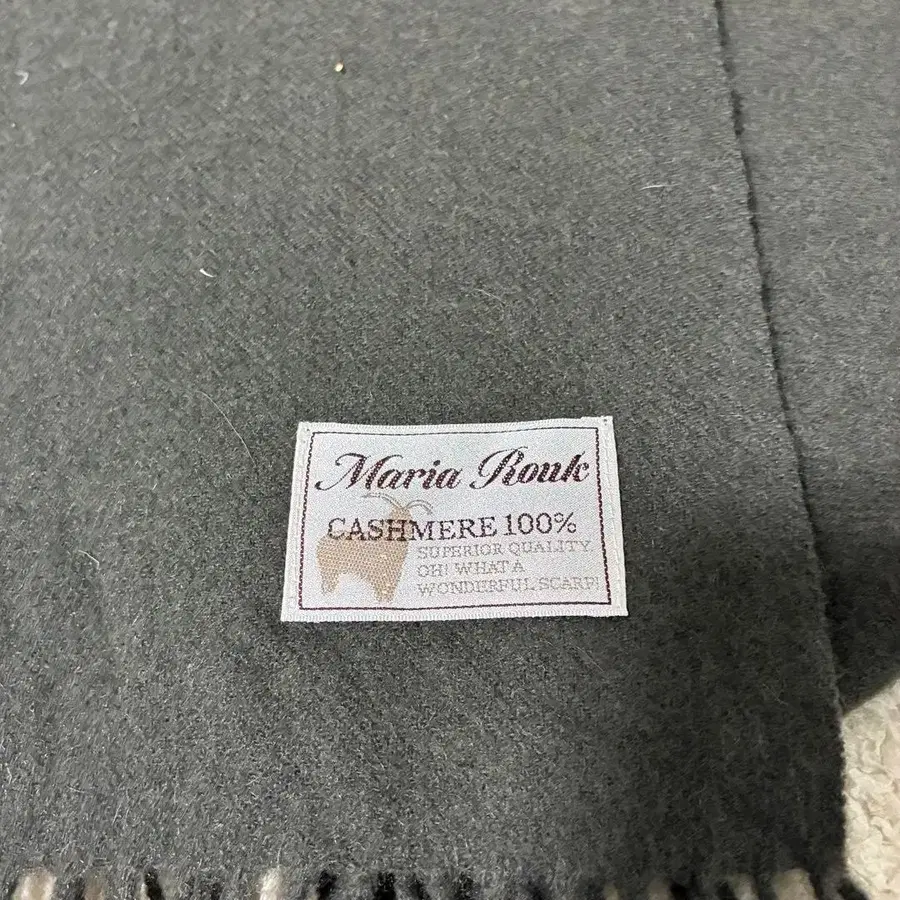 Maria Rouk
CASHMERE 100%
SUPERIOR QUALITY.
OH! WHAT A
WONDERFUL SCARF!